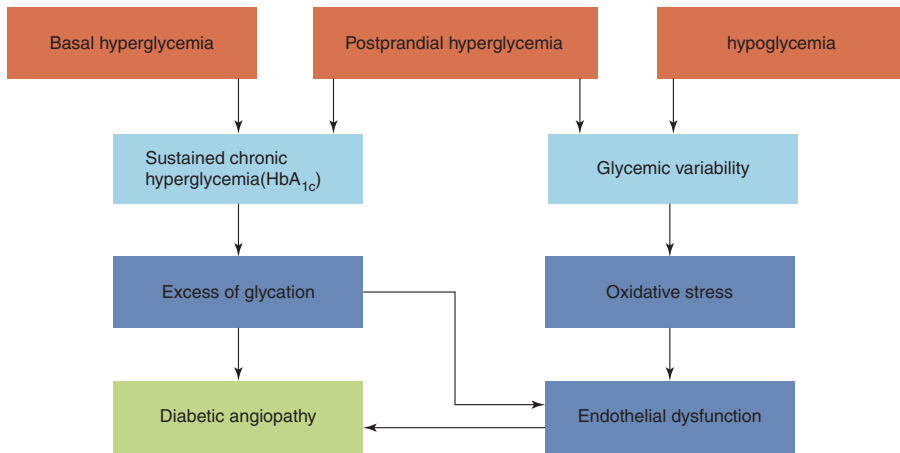 Basal hyperglycemia
Postprandial hyperglycemia
hypoglycemia
Sustained chronic
hyperglycemia(HbA1c)
Glycemic variability
Excess of glycation
Oxidative stress
Diabetic angiopathy
Endothelial dysfunction